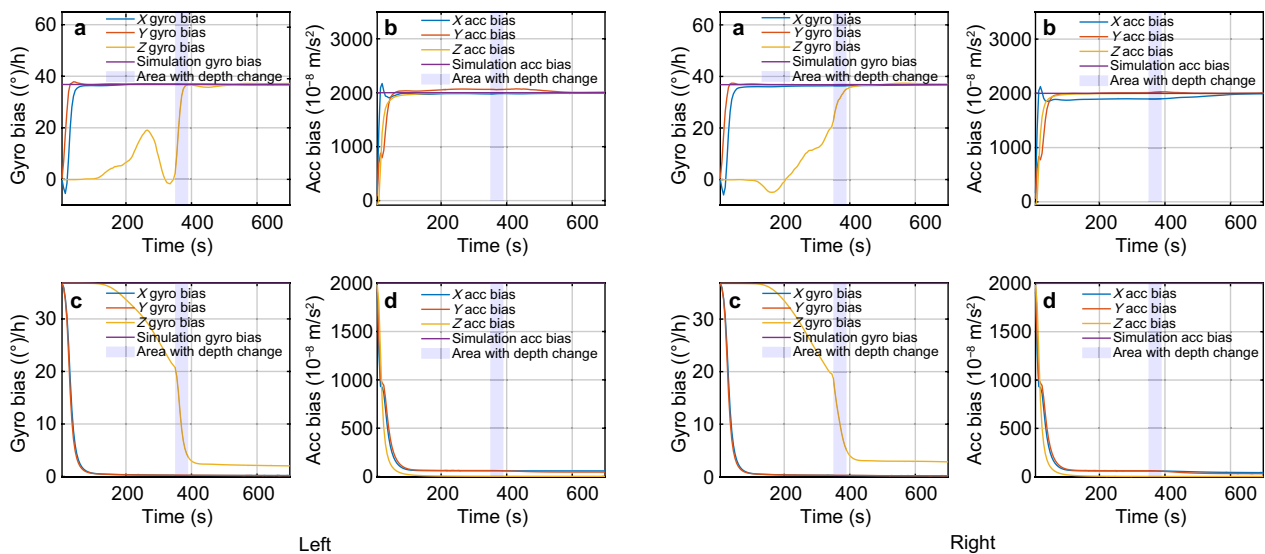 a
X gyro bias
Y gyro bias
Z gyro bias
Simulation gyro bias
Area with depth change
Gyro bias ((°)/h)
60
40
20
0
200 400 600
Time (s)
b
X acc bias
Y acc bias
Z acc bias
Simulation acc bias
Area with depth change
Acc bias (10⁻⁸ m/s²)
3000
2000
1000
0
200 400 600
Time (s)
c
X gyro bias
Y gyro bias
Z gyro bias
Simulation gyro bias
Area with depth change
Gyro bias ((°)/h)
30
20
10
0
200 400 600
Time (s)
d
X acc bias
Y acc bias
Z acc bias
Simulation acc bias
Area with depth change
Acc bias (10⁻⁸ m/s²)
2000
1500
1000
500
0
200 400 600
Time (s)
Left
a
X gyro bias
Y gyro bias
Z gyro bias
Simulation gyro bias
Area with depth change
Gyro bias ((°)/h)
60
40
20
0
200 400 600
Time (s)
b
X acc bias
Y acc bias
Z acc bias
Simulation acc bias
Area with depth change
Acc bias (10⁻⁸ m/s²)
3000
2000
1000
0
200 400 600
Time (s)
c
X gyro bias
Y gyro bias
Z gyro bias
Simulation gyro bias
Area with depth change
Gyro bias ((°)/h)
30
20
10
0
200 400 600
Time (s)
d
X acc bias
Y acc bias
Z acc bias
Simulation acc bias
Area with depth change
Acc bias (10⁻⁸ m/s²)
2000
1500
1000
500
0
200 400 600
Time (s)
Right